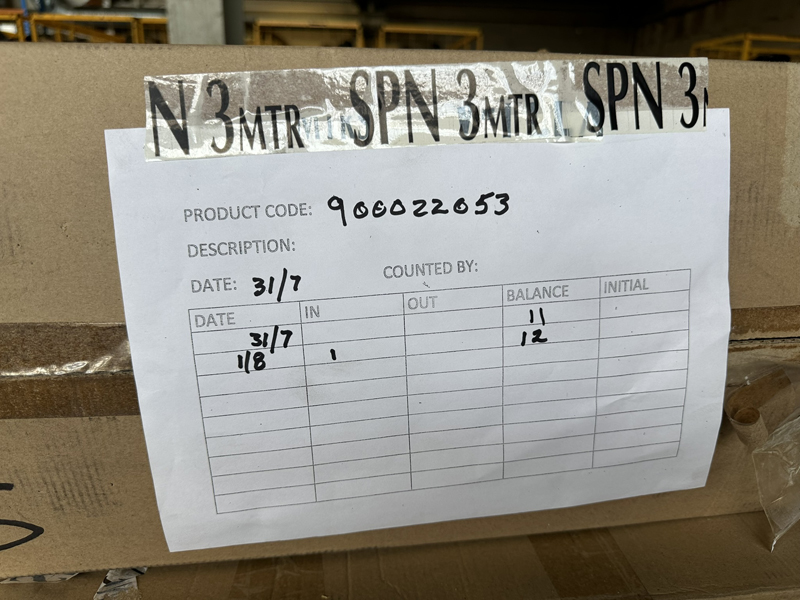 N 3MTR SPN 3MTR SPN 3
PRODUCT CODE: 900022053
DESCRIPTION:
DATE: 31/7 COUNTED BY:
DATE IN OUT BALANCE INITIAL
31/7 11
1/8 1 12